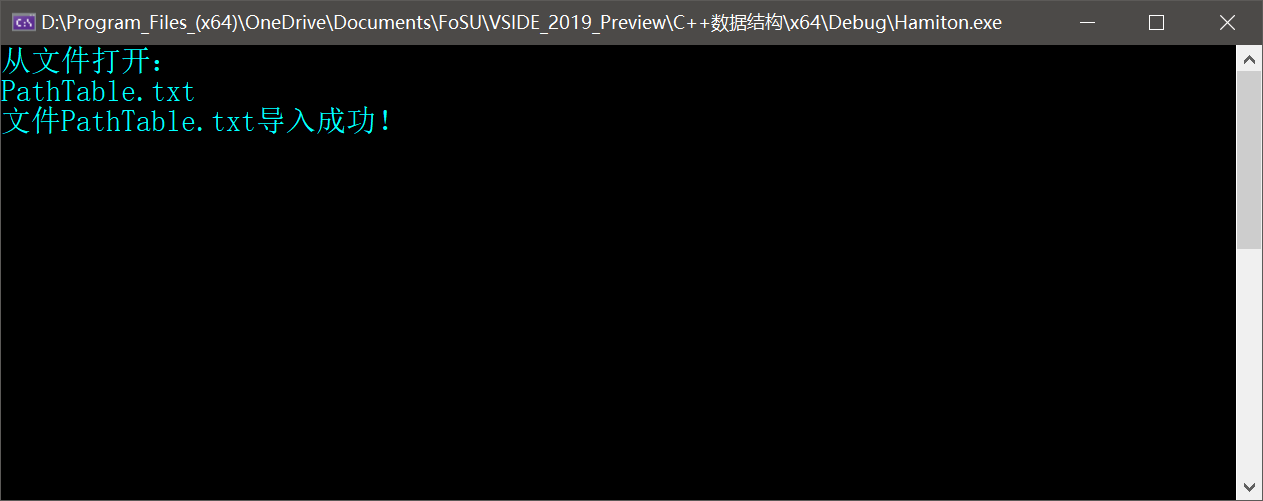 D:\Program_Files_(x64)\OneDrive\Documents\FoSU\VSIDE_2019_Preview\C++数据结构\x64\Debug\Hamiton.exe
从文件打开：
PathTable.txt
文件PathTable.txt导入成功！